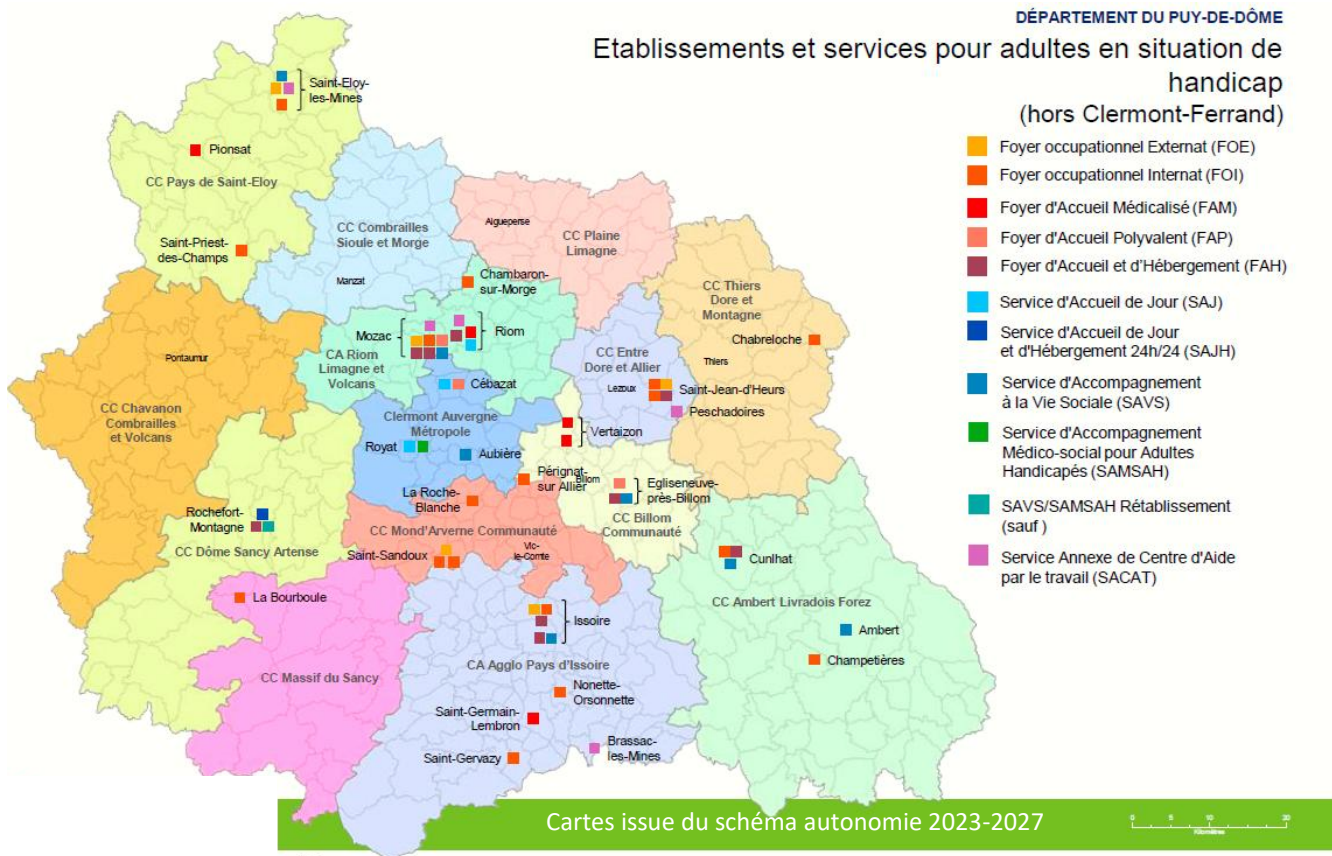 DÉPARTEMENT DU PUY-DE-DÔME
Etablissements et services pour adultes en situation de
handicap
(hors Clermont-Ferrand)
Foyer occupationnel Externat (FOE)
Foyer occupationnel Internat (FOI)
Foyer d'Accueil Médicalisé (FAM)
Foyer d'Accueil Polyvalent (FAP)
Foyer d'Accueil et d'Hébergement (FAH)
Service d'Accueil de Jour (SAJ)
Service d'Accueil de Jour
et d'Hébergement 24h/24 (SAJH)
Service d'Accompagnement
à la Vie Sociale (SAVS)
Service d'Accompagnement
Médico-social pour Adultes
Handicapés (SAMSAH)
SAVS/SAMSAH Rétablissement
(sauf )
Service Annexe de Centre d'Aide
par le travail (SACAT)
Saint-Eloy-
les-Mines
Pionsat
CC Pays de Saint-Eloy
Saint-Priest-
des-Champs
CC Combrailles
Sioule et Morge
Manzat
Aigueperse
CC Plaine
Limagne
Chambaron-
sur-Morge
CC Thiers
Dore et
Montagne
Chabreloche
Thiers
Mozac
Riom
CA Riom
Limagne et
Volcans
CC Entre
Dore et Allier
Lezoux
Saint-Jean-d'Heurs
Peschadoires
Pontaumur
CC Chavanon
Combrailles
et Volcans
Cébazat
Clermont Auvergne
Métropole
Royat
Aubière
Vertaizon
Pérignat-
sur Allier
Billom
Egliseneuve-
près-Billom
CC Billom
Communauté
La Roche-
Blanche
CC Mond'Arverne Communauté
Saint-Sandoux
Vic-
le-Comte
Rochefort-
Montagne
CC Dôme Sancy Artense
La Bourboule
CC Massif du Sancy
Cunlhat
CC Ambert Livradois Forez
Ambert
Champetières
Issoire
CA Agglo Pays d'Issoire
Nonette-
Orsonnette
Saint-Germain-
Lembron
Saint-Gervazy
Brassac-
les-Mines
Cartes issue du schéma autonomie 2023-2027
0 5 10 20
Kilomètres